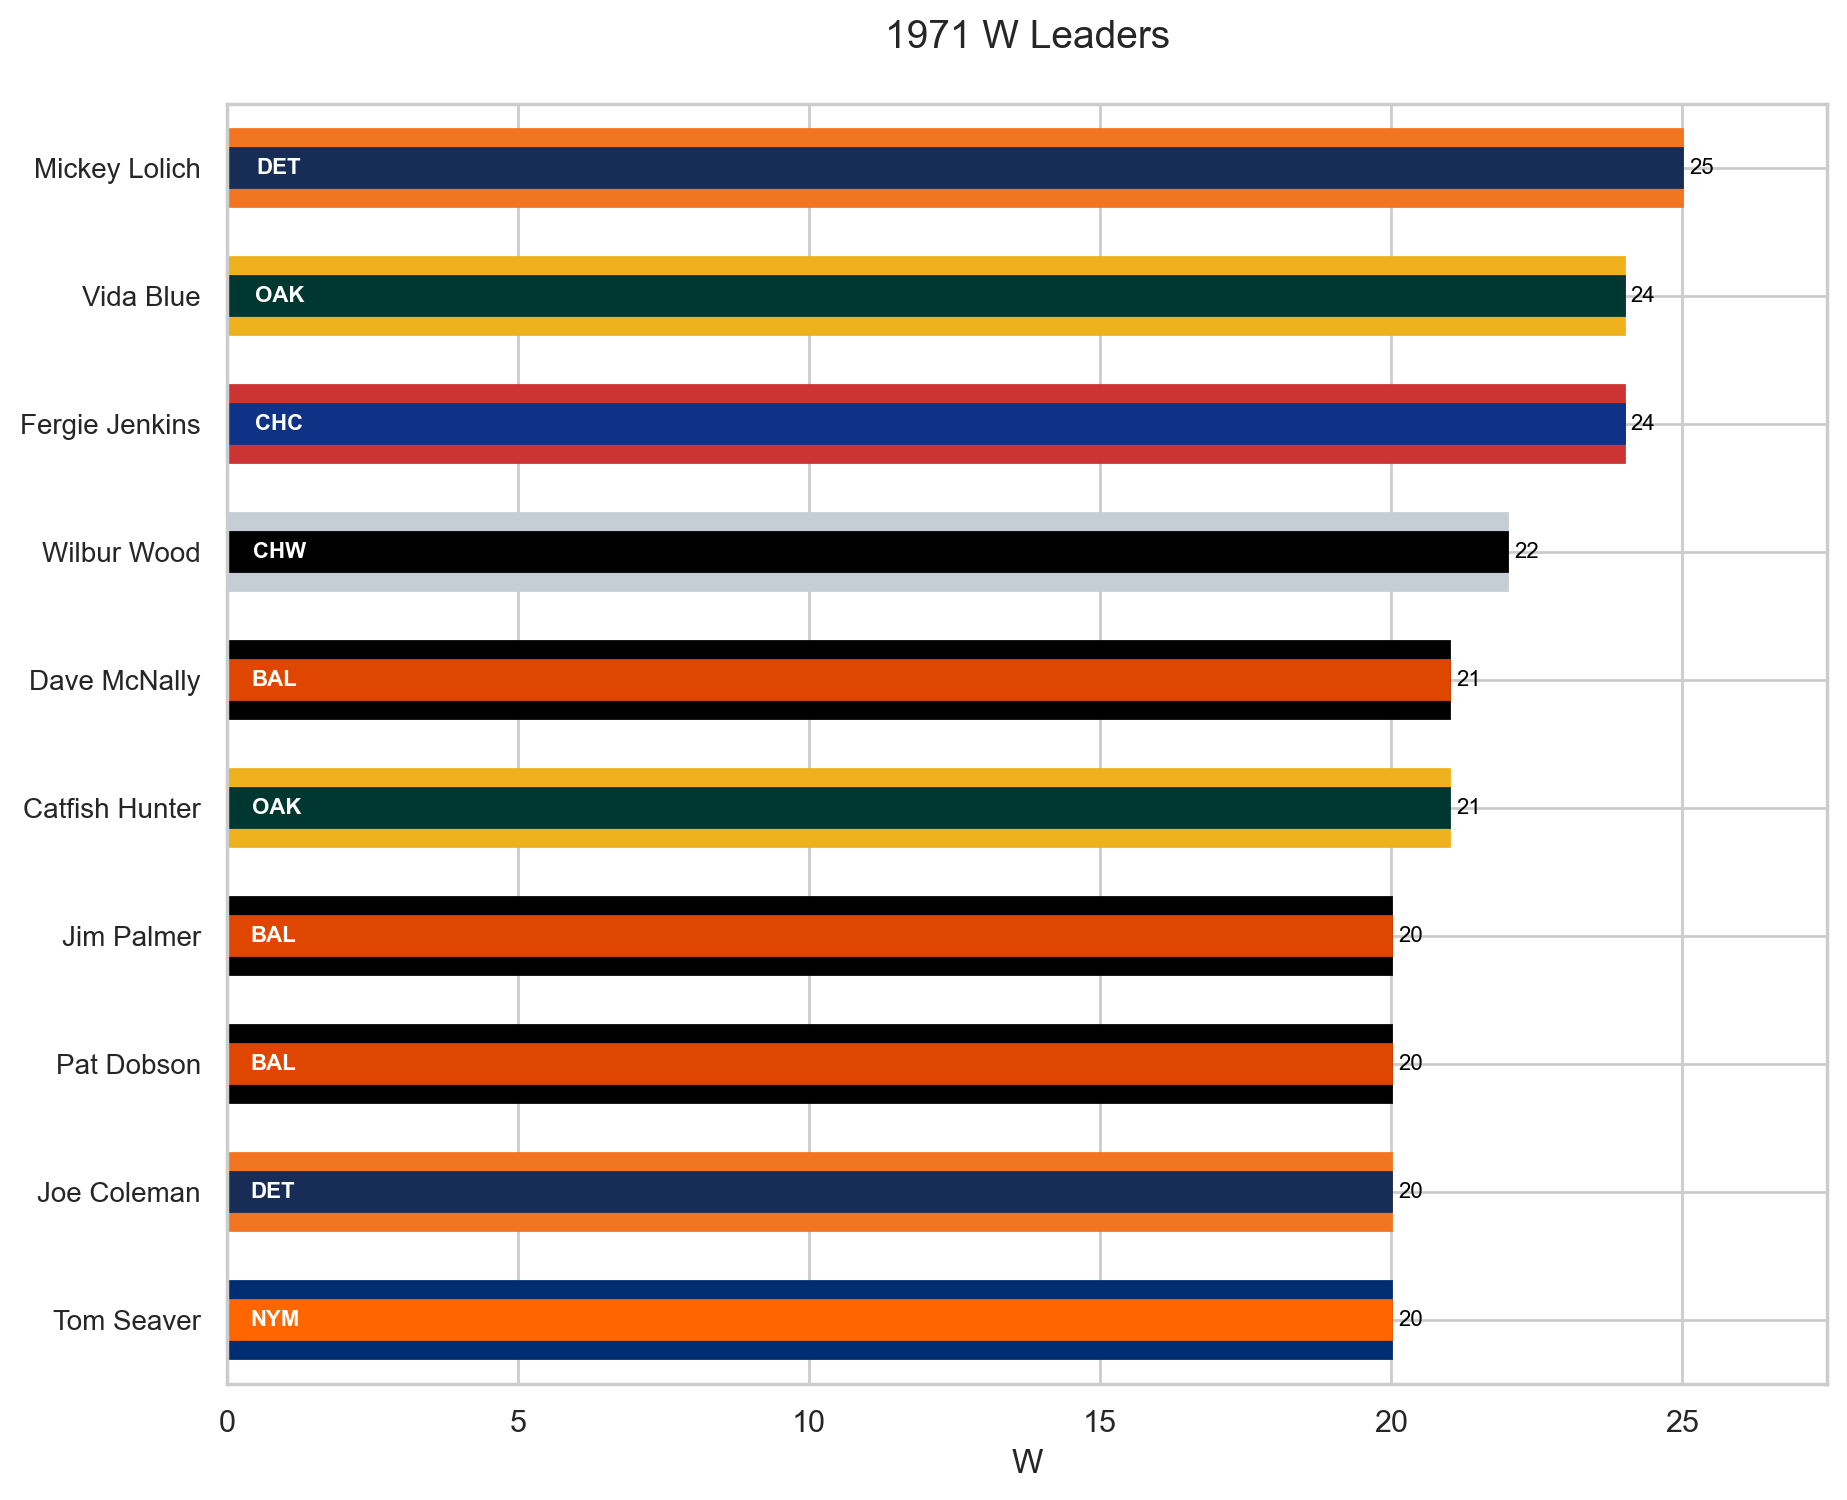 1971 W Leaders
Mickey Lolich DET 25
Vida Blue OAK 24
Fergie Jenkins CHC 24
Wilbur Wood CHW 22
Dave McNally BAL 21
Catfish Hunter OAK 21
Jim Palmer BAL 20
Pat Dobson BAL 20
Joe Coleman DET 20
Tom Seaver NYM 20
0 5 10 15 20 25
W